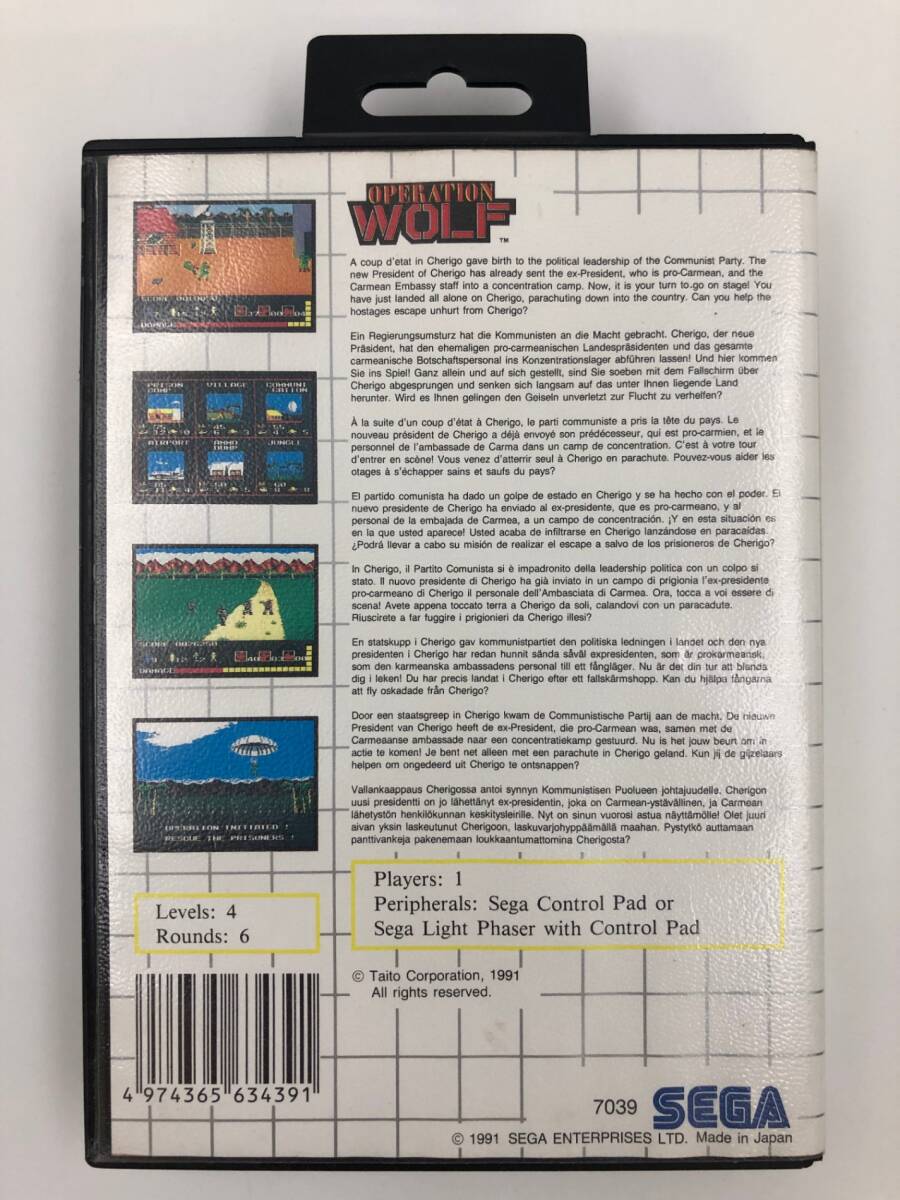 OPERATION
WOLF™
A coup d'etat in Cherigo gave birth to the political leadership of the Communist Party. The
new President of Cherigo has already sent the ex-President, who is pro-Carmean, and the
Carmean Embassy staff into a concentration camp. Now, it is your turn to go on stage! You
have just landed all alone on Cherigo, parachuting down into the country. Can you help the
hostages escape unhurt from Cherigo?
Ein Regierungsumsturz hat die Kommunisten an die Macht gebracht. Cherigo, der neue
Präsident, hat den ehemaligen pro-carmeanischen Landespräsidenten und das gesamte
carmeanische Botschaftspersonal ins Konzentrationslager abführen lassen! Und hier kommen
Sie ins Spiel! Ganz allein und auf sich gestellt, sind Sie soeben mit dem Fallschirm über
Cherigo abgesprungen und senken sich langsam auf das unter Ihnen liegende Land
herunter. Wird es Ihnen gelingen den Geiseln unverletzt zur Flucht zu verhelfen?
À la suite d'un coup d'état à Cherigo, le parti communiste a pris la tête du pays. Le
nouveau président de Cherigo a déjà envoyé son prédécesseur, qui est pro-carmien, et le
personnel de l'ambassade de Carma dans un camp de concentration. C'est à votre tour
d'entrer en scène! Vous venez d'atterrir seul à Cherigo en parachute. Pouvez-vous aider les
otages à s'échapper sains et saufs du pays?
El partido comunista ha dado un golpe de estado en Cherigo y se ha hecho con el poder. El
nuevo presidente de Cherigo ha enviado al ex-presidente, que es pro-carmeano, y al
personal de la embajada de Carmea, a un campo de concentración. ¡Y en esta situación es
en la que usted aparece! Usted acaba de infiltrarse en Cherigo lanzándose en paracaídas.
¿Podrá llevar a cabo su misión de realizar el escape a salvo de los prisioneros de Cherigo?
In Cherigo, il Partito Comunista si è impadronito della leadership politica con un colpo si
stato. Il nuovo presidente di Cherigo ha già inviato in un campo di prigionia l'ex-presidente
pro-carmeano di Cherigo il personale dell'Ambasciata di Carmea. Ora, tocca a voi essere di
scena! Avete appena toccato terra a Cherigo da soli, calandovi con un paracadute.
Riuscirete a far fuggire i prigionieri da Cherigo illesi?
En statskupp i Cherigo gav kommunistpartiet den politiska ledningen i landet och den nya
presidenten i Cherigo har redan hunnit sända såväl expresidenten, som är prokarmeansk,
som den karmeanska ambassadens personal till ett fångläger. Nu är det din tur att blanda
dig i leken! Du har precis landat i Cherigo efter ett fallskärmshopp. Kan du hjälpa fångarna
att fly oskadade från Cherigo?
Door een staatsgreep in Cherigo kwam de Communistische Partij aan de macht. De nieuwe
President van Cherigo heeft de ex-President, die pro-Carmean was, samen met de
Carmeaanse ambassade naar een concentratiekamp gestuurd. Nu is het jouw beurt om in
actie te komen! Je bent net alleen met een parachute in Cherigo geland. Kun jij de gijzelaars
helpen om ongedeerd uit Cherigo te ontsnappen?
Vallankaappaus Cherigossa antoi synnyn Kommunistisen Puolueen johtajuudelle. Cherigon
uusi presidentti on jo lähettänyt ex-presidentin, joka on Carmean-ystävällinen, ja Carmean
lähetystön henkilökunnan keskitysleirille. Nyt on sinun vuorosi astua näyttämölle! Olet juuri
aivan yksin laskeutunut Cherigoon, laskuvarjohyppäämällä maahan. Pystytkö auttamaan
panttivankeja pakenemaan loukkaantumattomina Cherigosta?
PRISON
CAMP
VILLAGE
COMMUNI
CATION
AIRPORT
AMMO
DUMP
JUNGLE
DAMAGE
OPERATION INITIATED !
RESCUE THE PRISONERS !
Levels: 4
Rounds: 6
Players: 1
Peripherals: Sega Control Pad or
Sega Light Phaser with Control Pad
© Taito Corporation, 1991
All rights reserved.
4 974365 634391
7039 SEGA
© 1991 SEGA ENTERPRISES LTD. Made in Japan